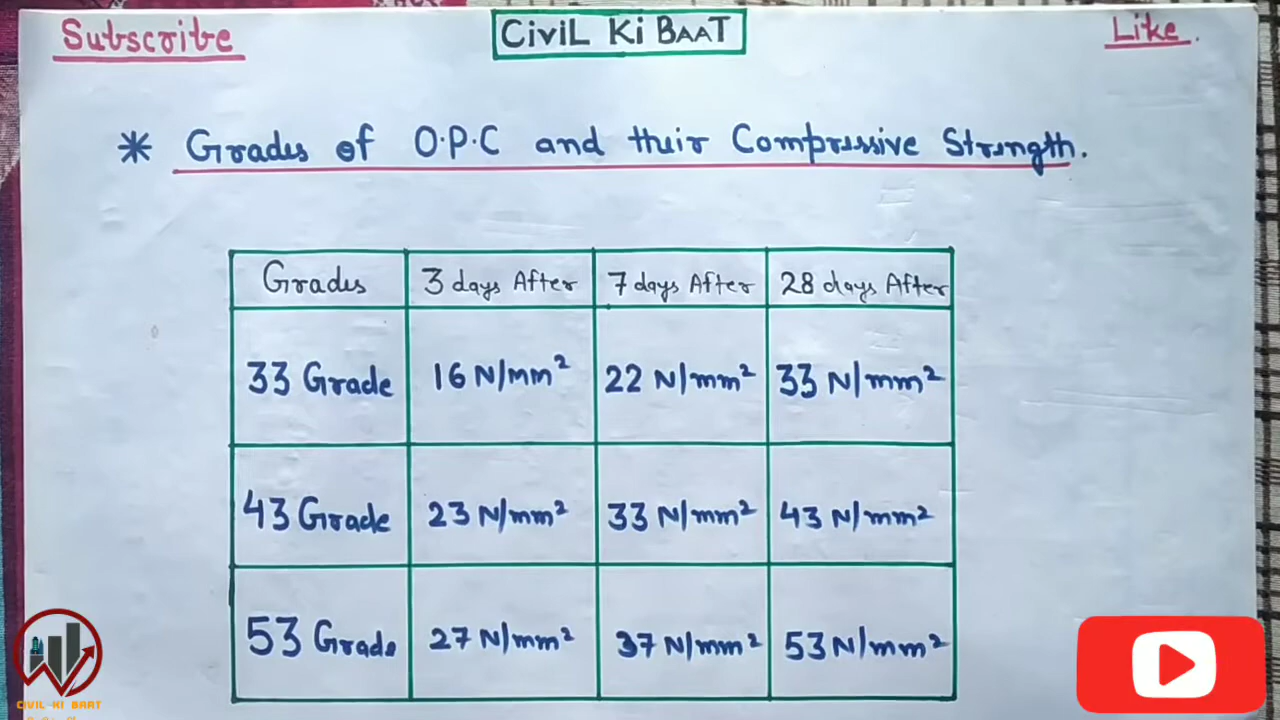 Subscribe
CiviL Ki BAAT
Like.
* Grades of O.P.C and their Compressive Strength.
Grades 3 days After 7 days After 28 days After
33 Grade 16 N/mm² 22 N/mm² 33 N/mm²
43 Grade 23 N/mm² 33 N/mm² 43 N/mm²
53 Grade 27 N/mm² 37 N/mm² 53 N/mm²
CIVIL KI BAAT